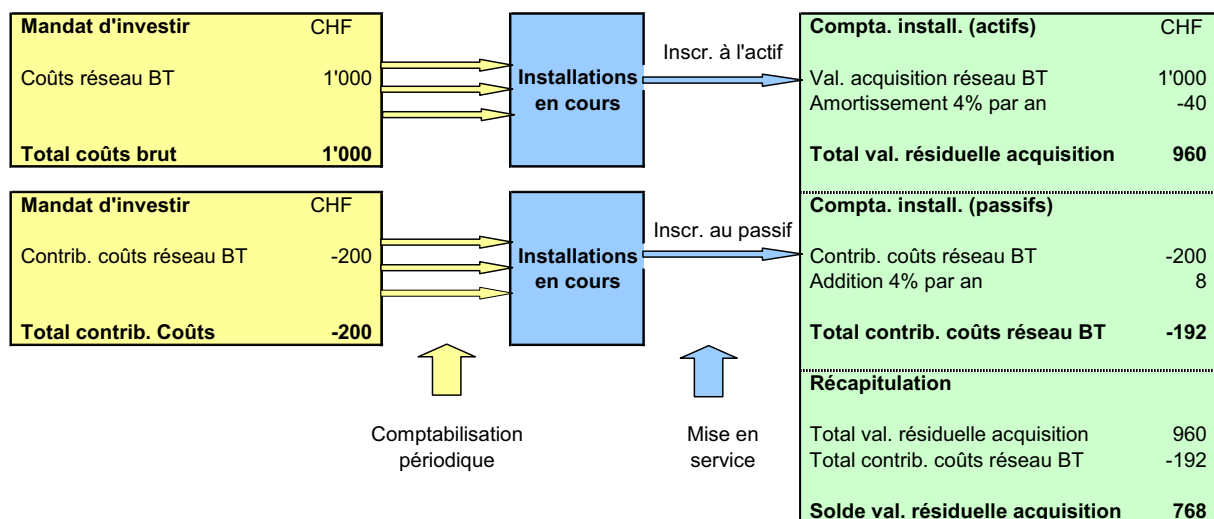 Mandat d'investir CHF
Coûts réseau BT 1'000
Total coûts brut 1'000
Installations
en cours
Inscr. à l'actif
Compta. install. (actifs) CHF
Val. acquisition réseau BT 1'000
Amortissement 4% par an -40
Total val. résiduelle acquisition 960
Mandat d'investir CHF
Contrib. coûts réseau BT -200
Total contrib. Coûts -200
Installations
en cours
Inscr. au passif
Compta. install. (passifs)
Contrib. coûts réseau BT -200
Addition 4% par an 8
Total contrib. coûts réseau BT -192
Comptabilisation
périodique
Mise en
service
Récapitulation
Total val. résiduelle acquisition 960
Total contrib. coûts réseau BT -192
Solde val. résiduelle acquisition 768